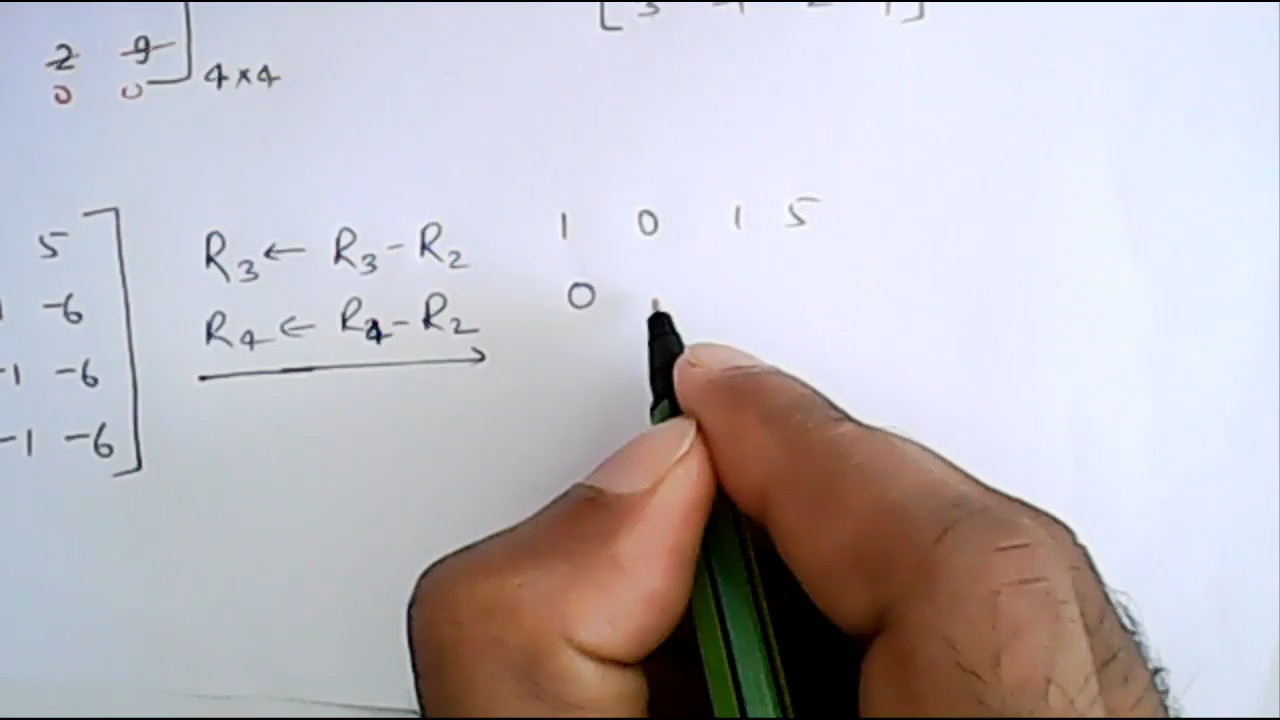 2 9
0 0 4×4
1 0 1 5
5 R₃ ← R₃ - R₂
0
-6 R₄ ← R₄ - R₂
-1 -6
-1 -6